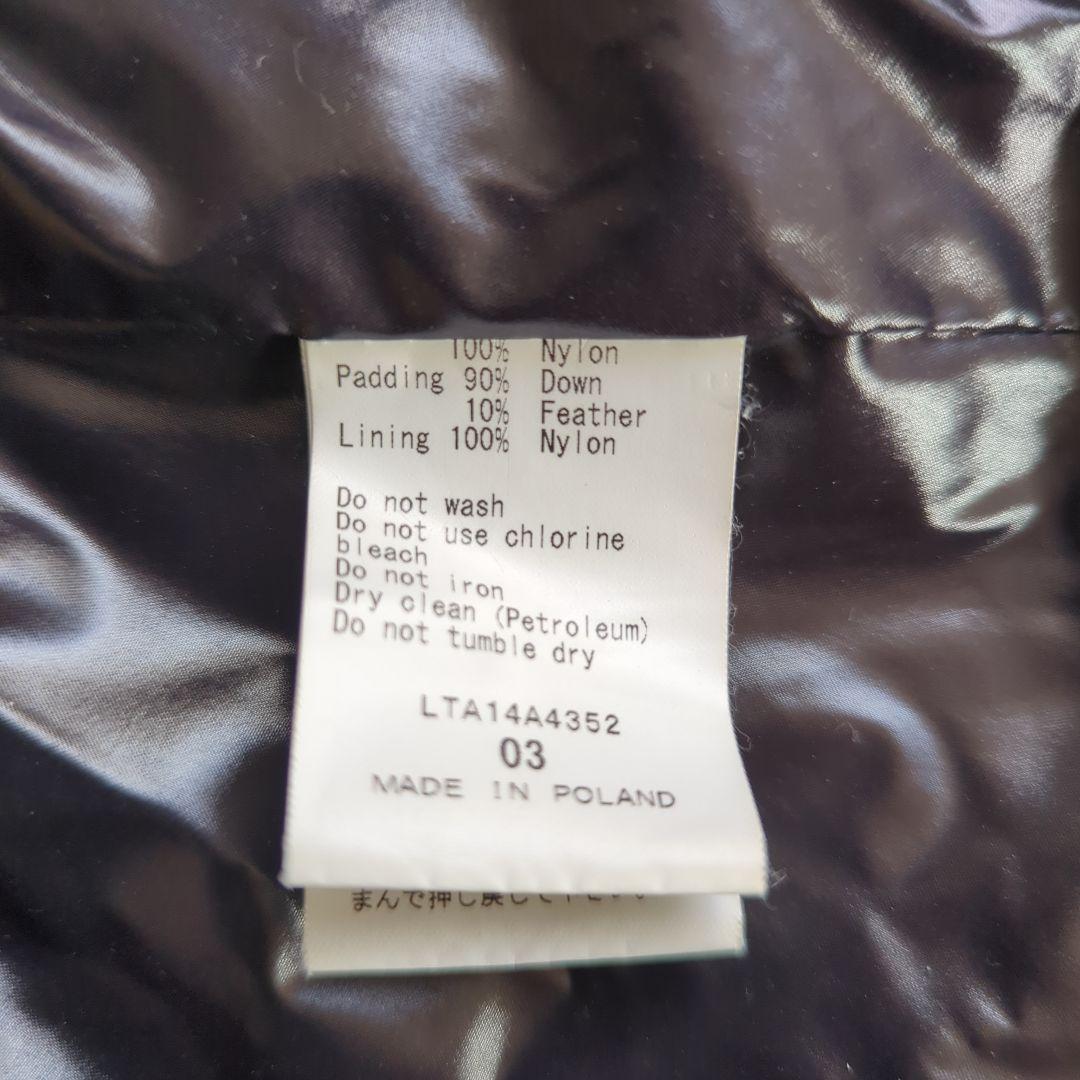 100% Nylon
Padding 90% Down
10% Feather
Lining 100% Nylon
Do not wash
Do not use chlorine
bleach
Do not iron
Dry clean (Petroleum)
Do not tumble dry
LTA14A4352
03
MADE IN POLAND
まんで押し戻して下さい。